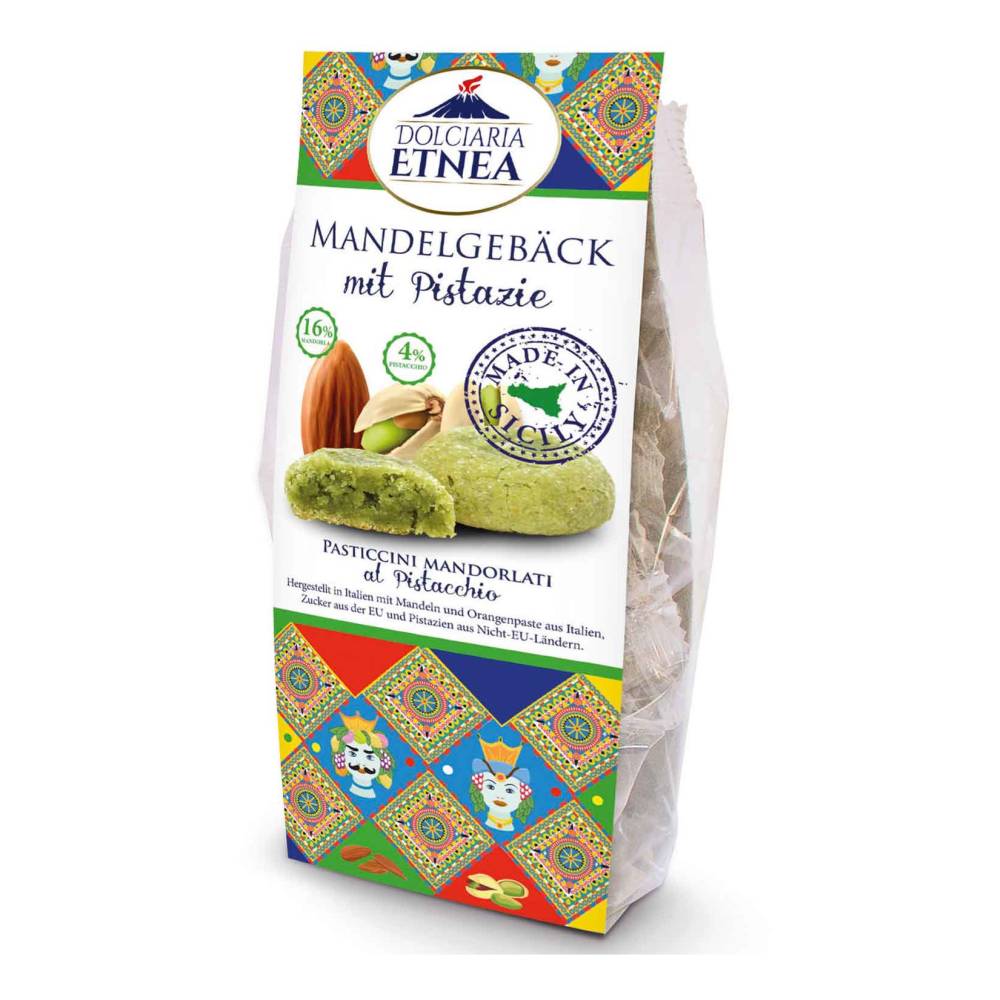 DOLCIARIA
ETNEA
MANDELGEBÄCK
mit Pistazie
16%
MANDORLA
4%
PISTACCHIO
MADE IN
SICILY
PASTICCINI MANDORLATI
al Pistacchio
Hergestellt in Italien mit Mandeln und Orangenpaste aus Italien,
Zucker aus der EU und Pistazien aus Nicht-EU-Ländern.